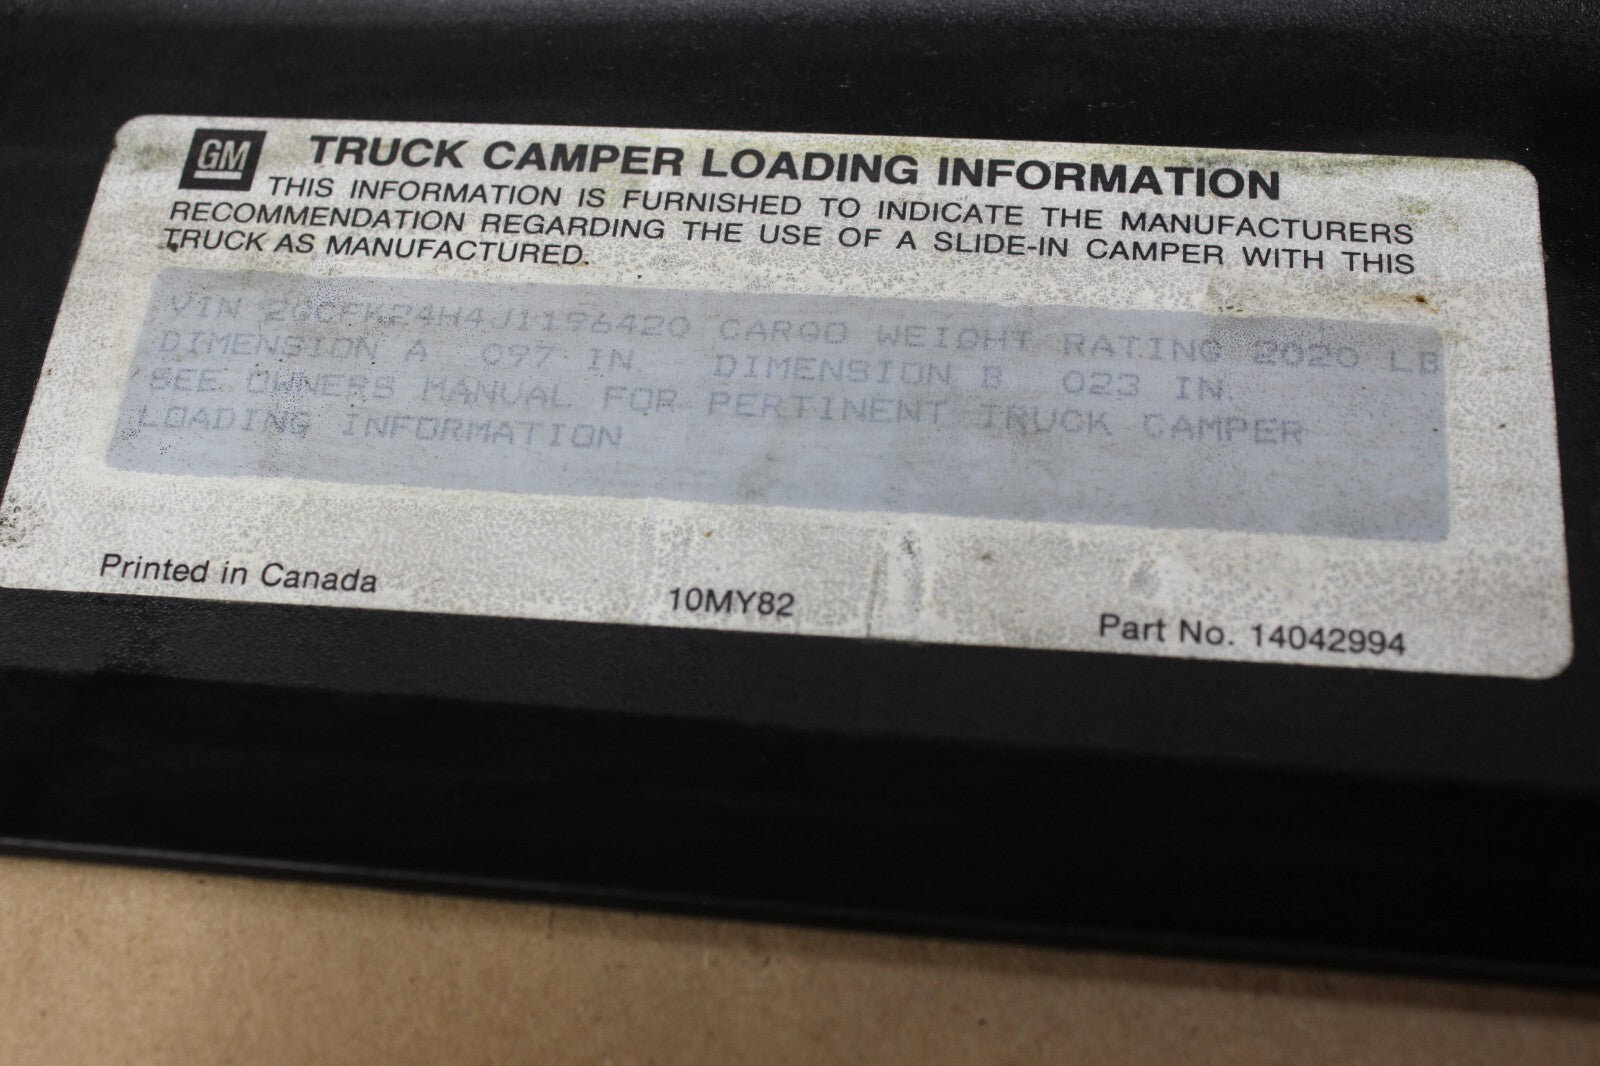 GM TRUCK CAMPER LOADING INFORMATION
THIS INFORMATION IS FURNISHED TO INDICATE THE MANUFACTURERS
RECOMMENDATION REGARDING THE USE OF A SLIDE-IN CAMPER WITH THIS
TRUCK AS MANUFACTURED.
VIN 2GCFK24H4J1196420 CARGO WEIGHT RATING 2020 LB
DIMENSION A 097 IN. DIMENSION B 023 IN.
SEE OWNERS MANUAL FOR PERTINENT TRUCK CAMPER
LOADING INFORMATION
Printed in Canada 10MY82 Part No. 14042994